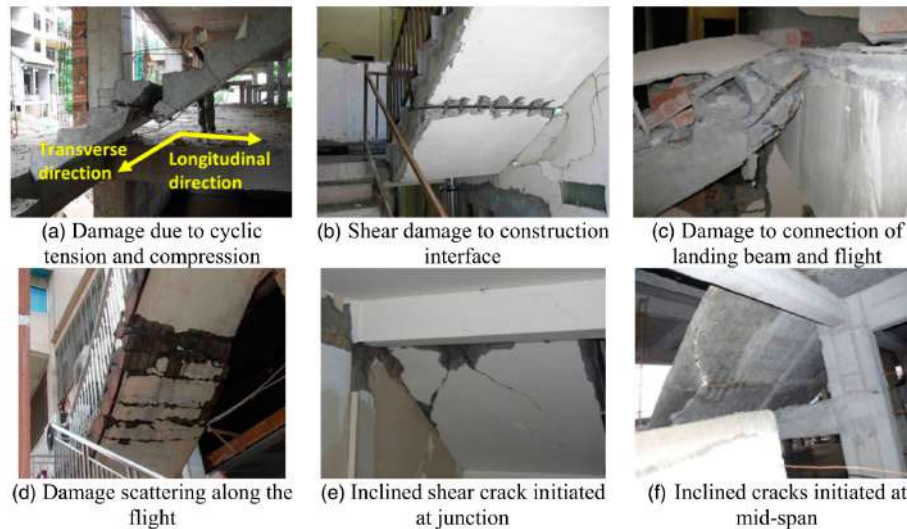 Transverse
direction
Longitudinal
direction
(a) Damage due to cyclic
tension and compression
(b) Shear damage to construction
interface
(c) Damage to connection of
landing beam and flight
(d) Damage scattering along the
flight
(e) Inclined shear crack initiated
at junction
(f) Inclined cracks initiated at
mid-span